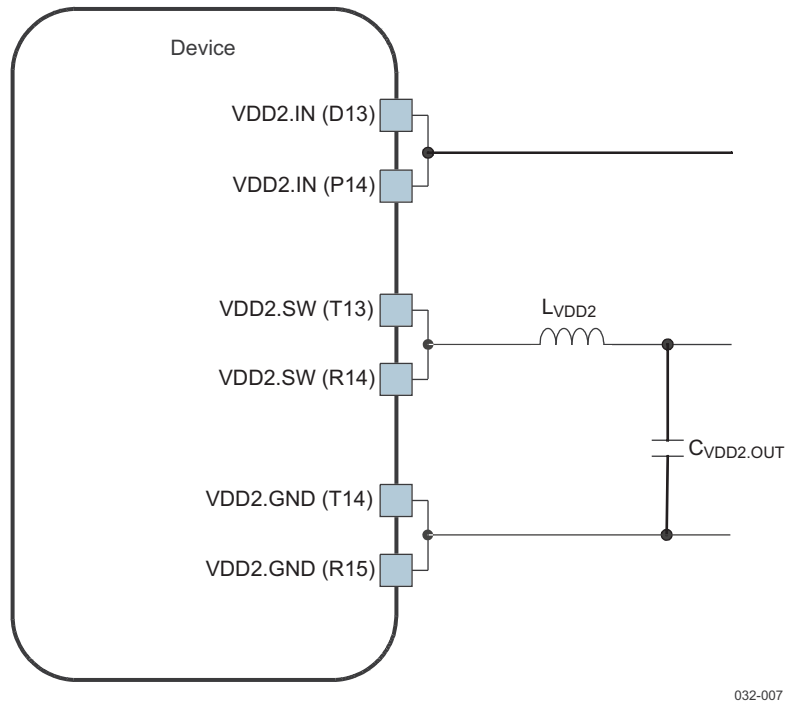 Device
VDD2.IN (D13)
VDD2.IN (P14)
VDD2.SW (T13)
LVDD2
VDD2.SW (R14)
CVDD2.OUT
VDD2.GND (T14)
VDD2.GND (R15)
032-007